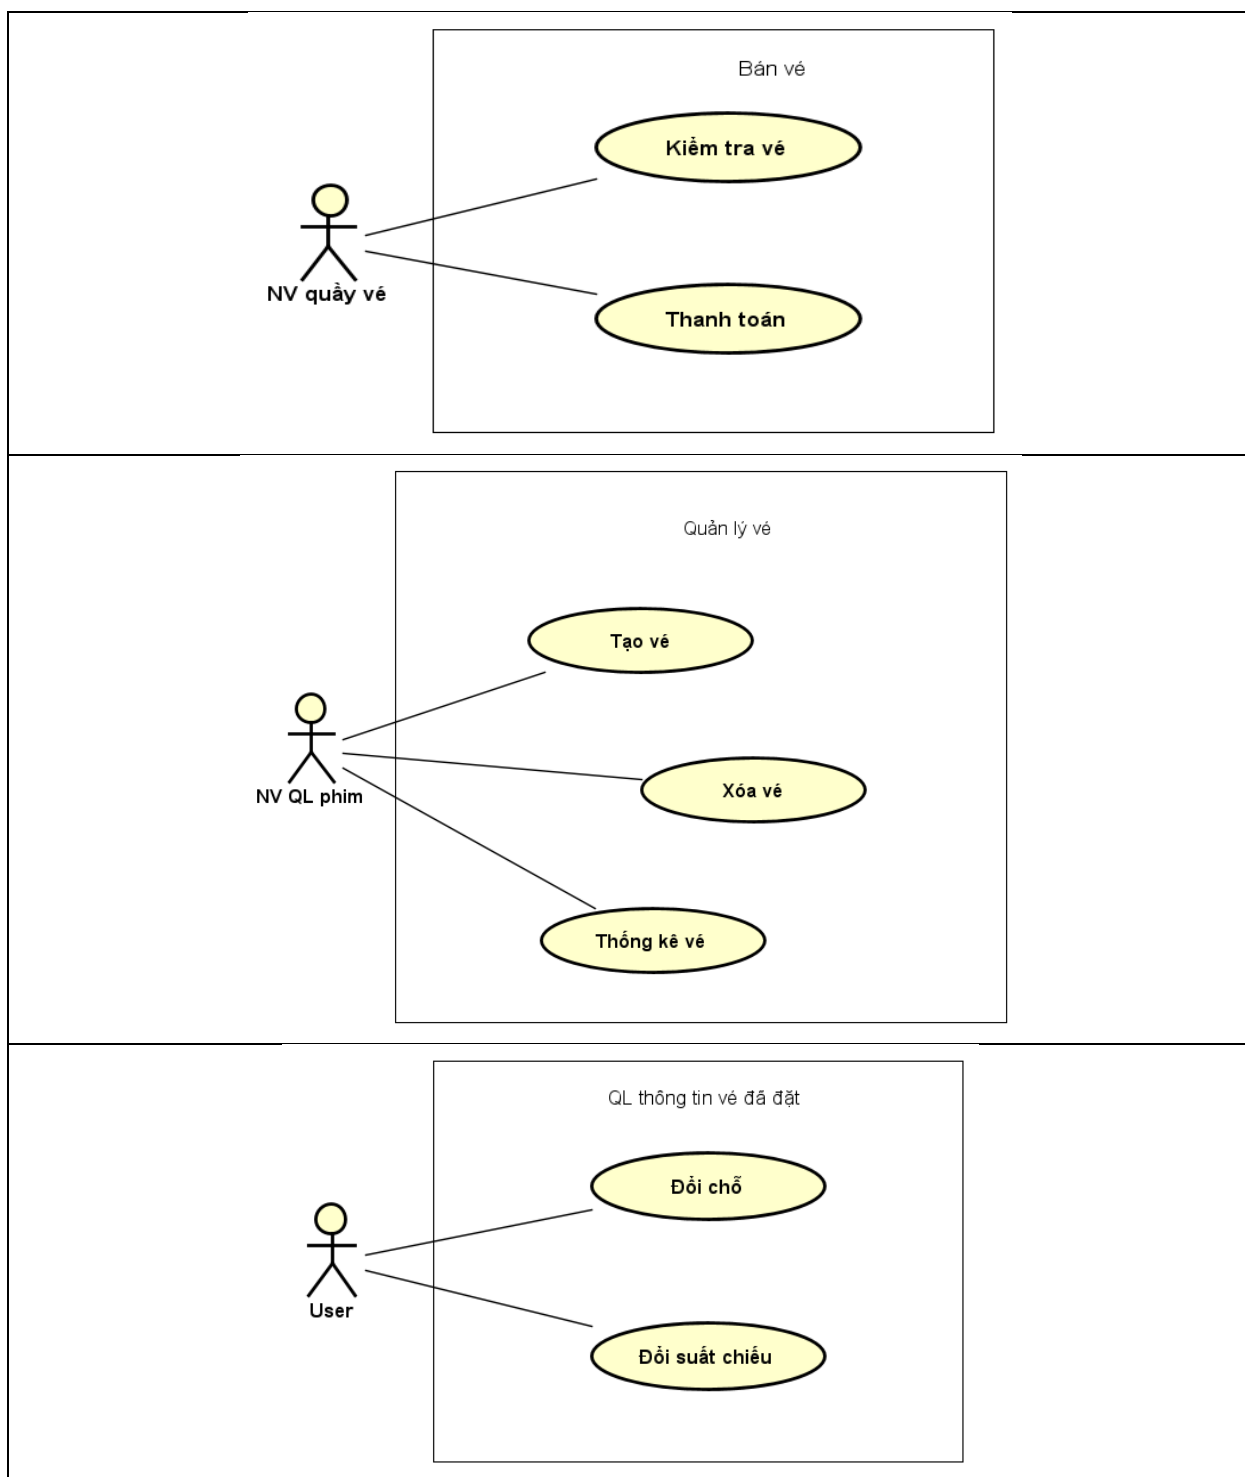 Bán vé
Kiểm tra vé
NV quầy vé
Thanh toán
Quản lý vé
Tạo vé
NV QL phim
Xóa vé
Thống kê vé
QL thông tin vé đã đặt
Đổi chỗ
User
Đổi suất chiếu